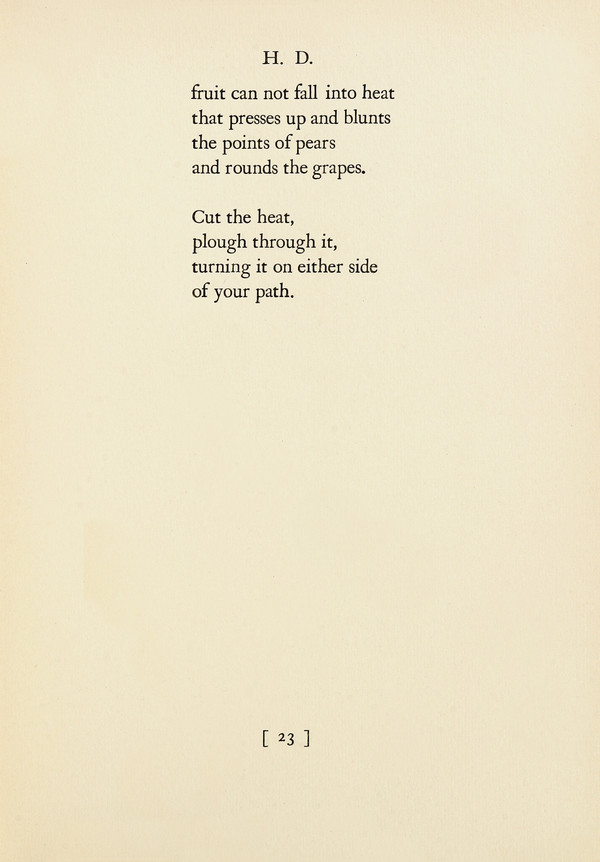 H. D.
fruit can not fall into heat
that presses up and blunts
the points of pears
and rounds the grapes.
Cut the heat,
plough through it,
turning it on either side
of your path.
[ 23 ]